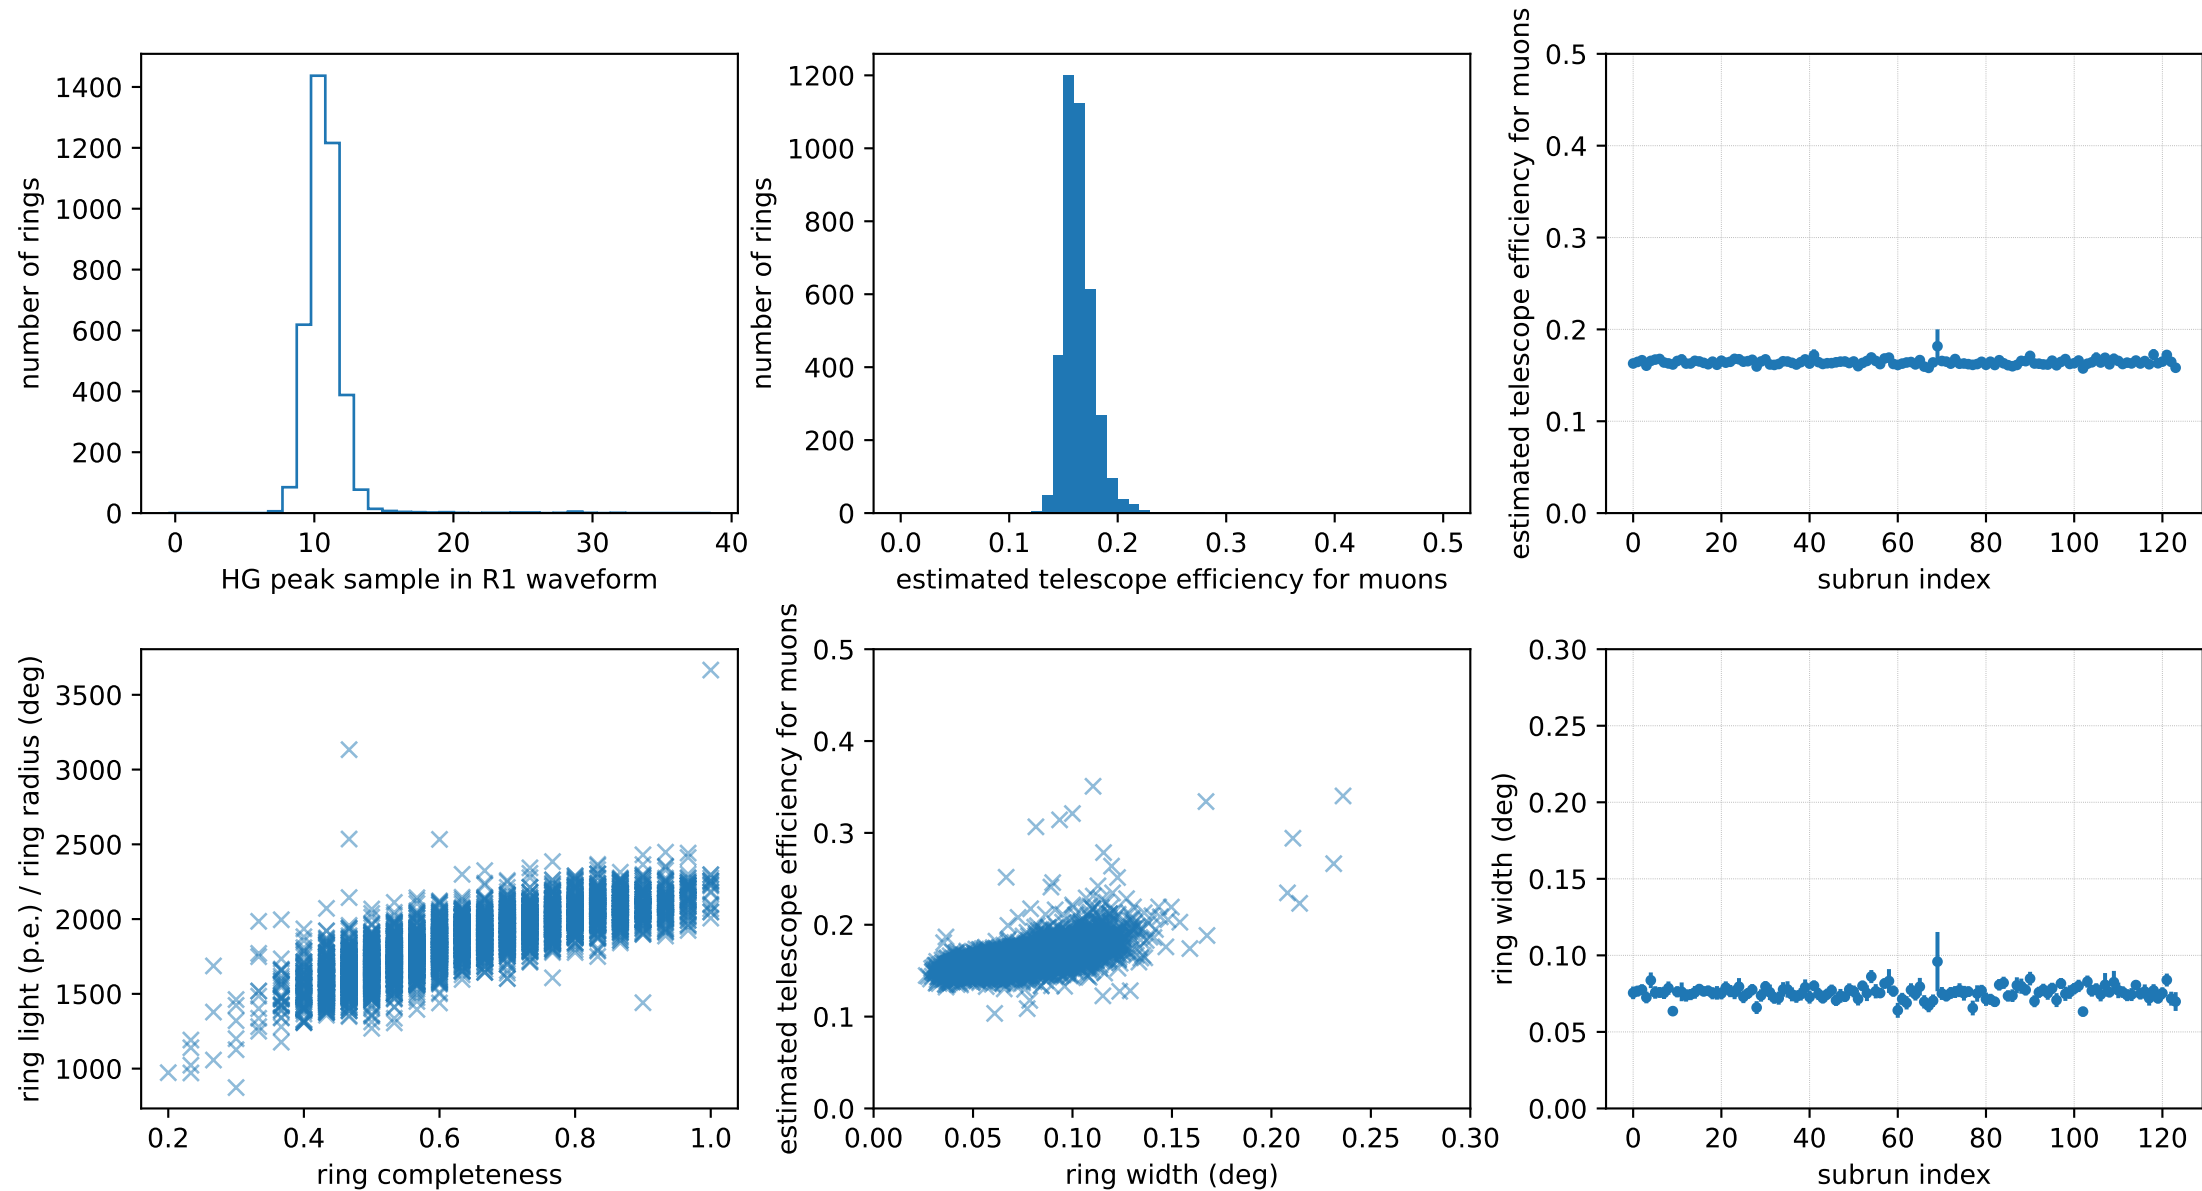 number of rings
1400
1200
1000
800
600
400
200
0
0 10 20 30 40
HG peak sample in R1 waveform
number of rings
1200
1000
800
600
400
200
0
0.0 0.1 0.2 0.3 0.4 0.5
estimated telescope efficiency for muons
estimated telescope efficiency for muons
0.5
0.4
0.3
0.2
0.1
0.0
0 20 40 60 80 100 120
subrun index
ring light (p.e.) / ring radius (deg)
3500
3000
2500
2000
1500
1000
0.2 0.4 0.6 0.8 1.0
ring completeness
estimated telescope efficiency for muons
0.5
0.4
0.3
0.2
0.1
0.0
0.00 0.05 0.10 0.15 0.20 0.25 0.30
ring width (deg)
ring width (deg)
0.30
0.25
0.20
0.15
0.10
0.05
0.00
0 20 40 60 80 100 120
subrun index